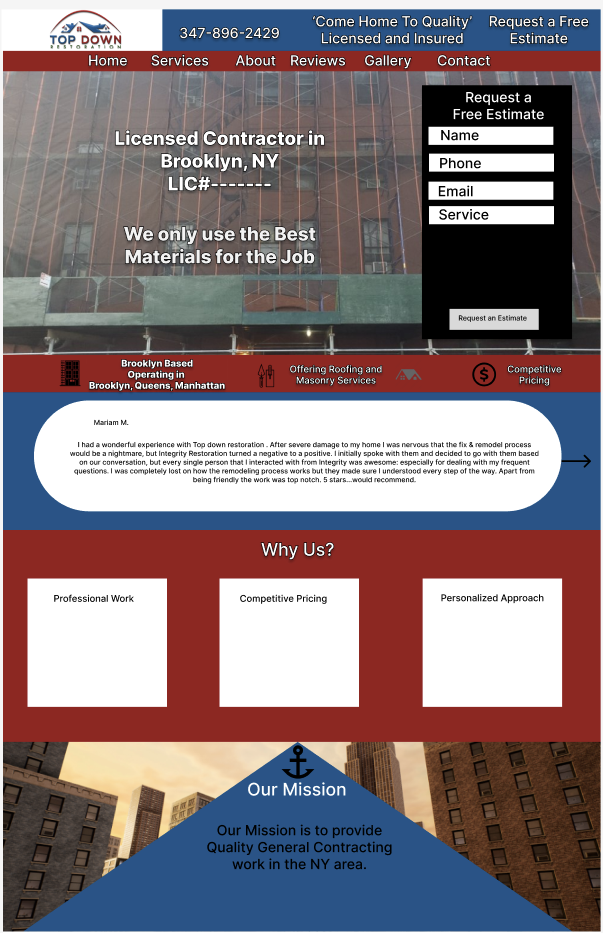 TOP DOWN
RESTORATION
347-896-2429
‘Come Home To Quality’
Licensed and Insured
Request a Free
Estimate
Home Services About Reviews Gallery Contact
Licensed Contractor in
Brooklyn, NY
LIC#-------
We only use the Best
Materials for the Job
Request a
Free Estimate
Name
Phone
Email
Service
Request an Estimate
Brooklyn Based
Operating in
Brooklyn, Queens, Manhattan
Offering Roofing and
Masonry Services
$
Competitive
Pricing
Mariam M.
I had a wonderful experience with Top down restoration . After severe damage to my home I was nervous that the fix & remodel process
would be a nightmare, but Integrity Restoration turned a negative to a positive. I initially spoke with them and decided to go with them based
on our conversation, but every single person that I interacted with from Integrity was awesome: especially for dealing with my frequent
questions. I was completely lost on how the remodeling process works but they made sure I understood every step of the way. Apart from
being friendly the work was top notch. 5 stars...would recommend.
Why Us?
Professional Work
Competitive Pricing
Personalized Approach
Our Mission
Our Mission is to provide
Quality General Contracting
work in the NY area.